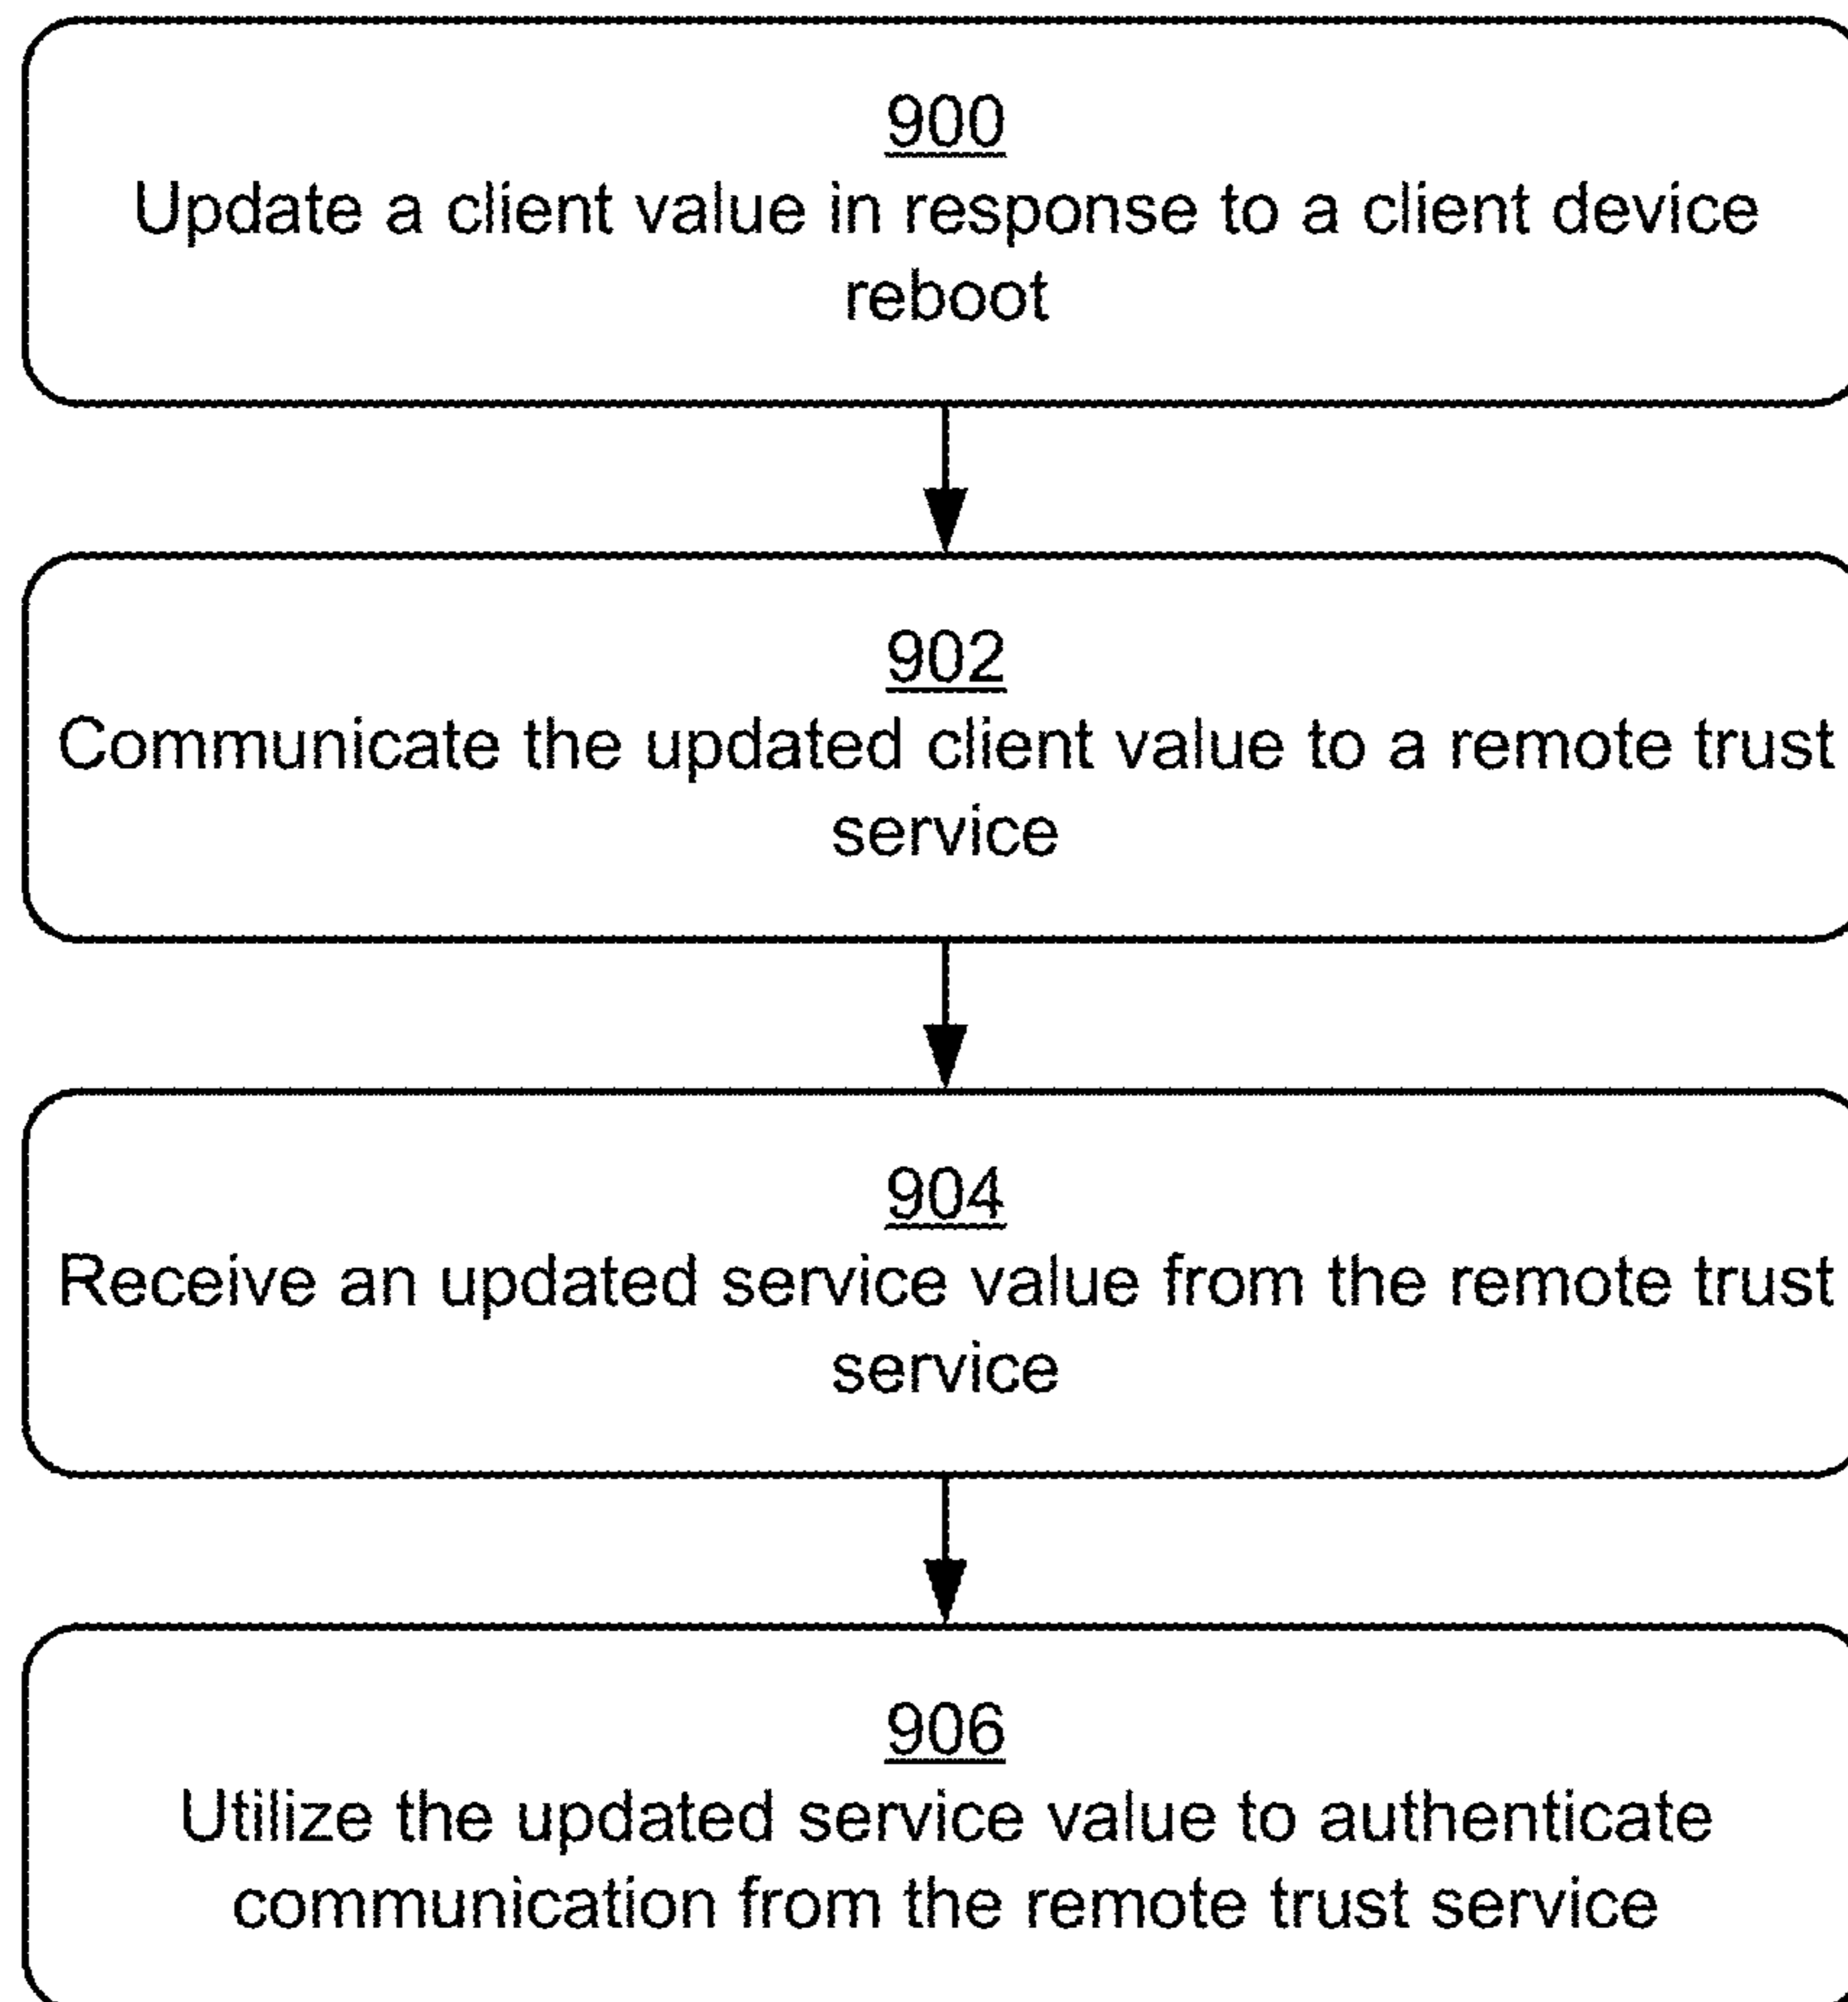 900
Update a client value in response to a client device
reboot
902
Communicate the updated client value to a remote trust
service
904
Receive an updated service value from the remote trust
service
906
Utilize the updated service value to authenticate
communication from the remote trust service